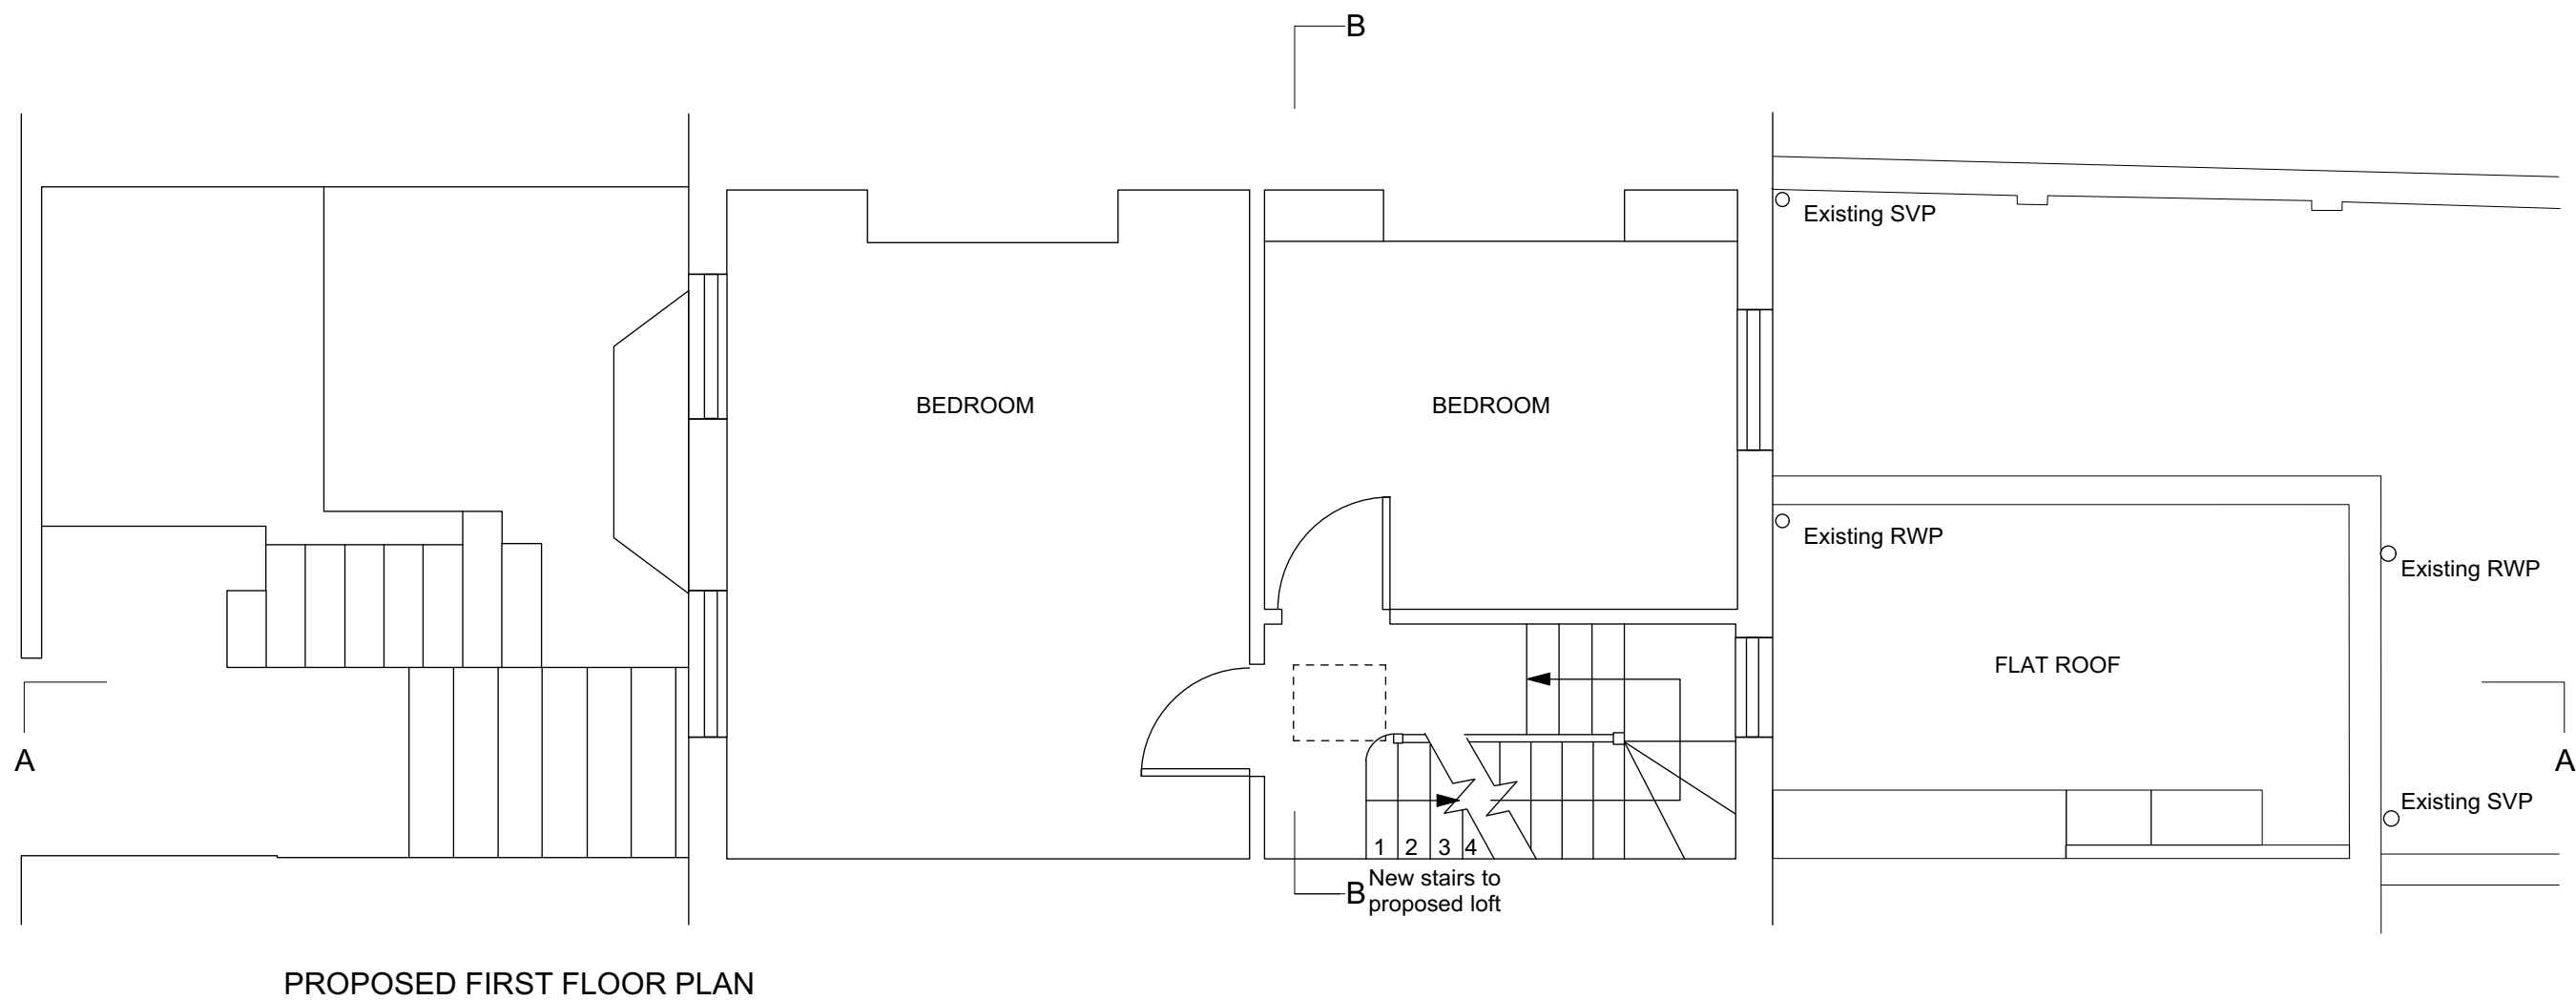 B
Existing SVP
BEDROOM
BEDROOM
Existing RWP
Existing RWP
FLAT ROOF
A
A
Existing SVP
1 2 3 4
B
New stairs to
proposed loft
PROPOSED FIRST FLOOR PLAN